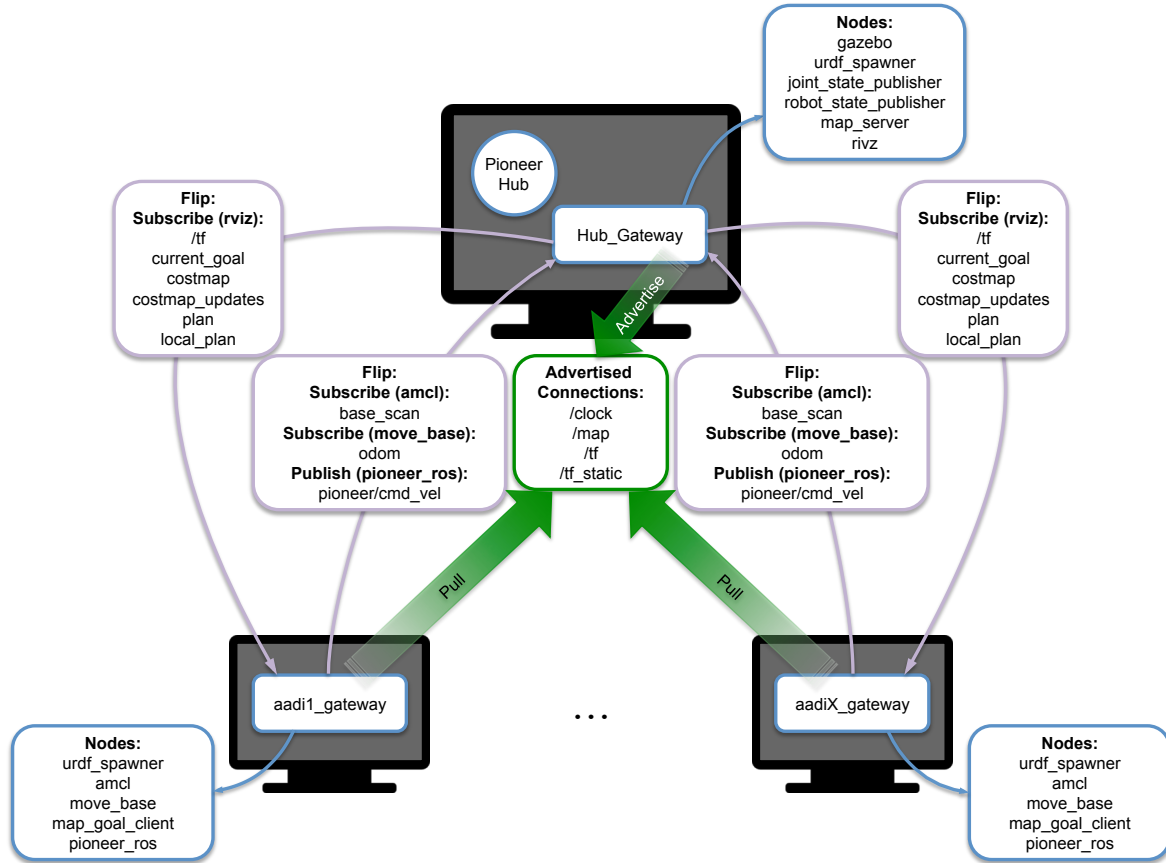 Nodes:
gazebo
urdf_spawner
joint_state_publisher
robot_state_publisher
map_server
rivz
Pioneer
Hub
Hub_Gateway
Flip:
Subscribe (rviz):
/tf
current_goal
costmap
costmap_updates
plan
local_plan
Flip:
Subscribe (rviz):
/tf
current_goal
costmap
costmap_updates
plan
local_plan
Advertise
Flip:
Subscribe (amcl):
base_scan
Subscribe (move_base):
odom
Publish (pioneer_ros):
pioneer/cmd_vel
Advertised
Connections:
/clock
/map
/tf
/tf_static
Flip:
Subscribe (amcl):
base_scan
Subscribe (move_base):
odom
Publish (pioneer_ros):
pioneer/cmd_vel
Pull
Pull
aadi1_gateway
...
aadiX_gateway
Nodes:
urdf_spawner
amcl
move_base
map_goal_client
pioneer_ros
Nodes:
urdf_spawner
amcl
move_base
map_goal_client
pioneer_ros